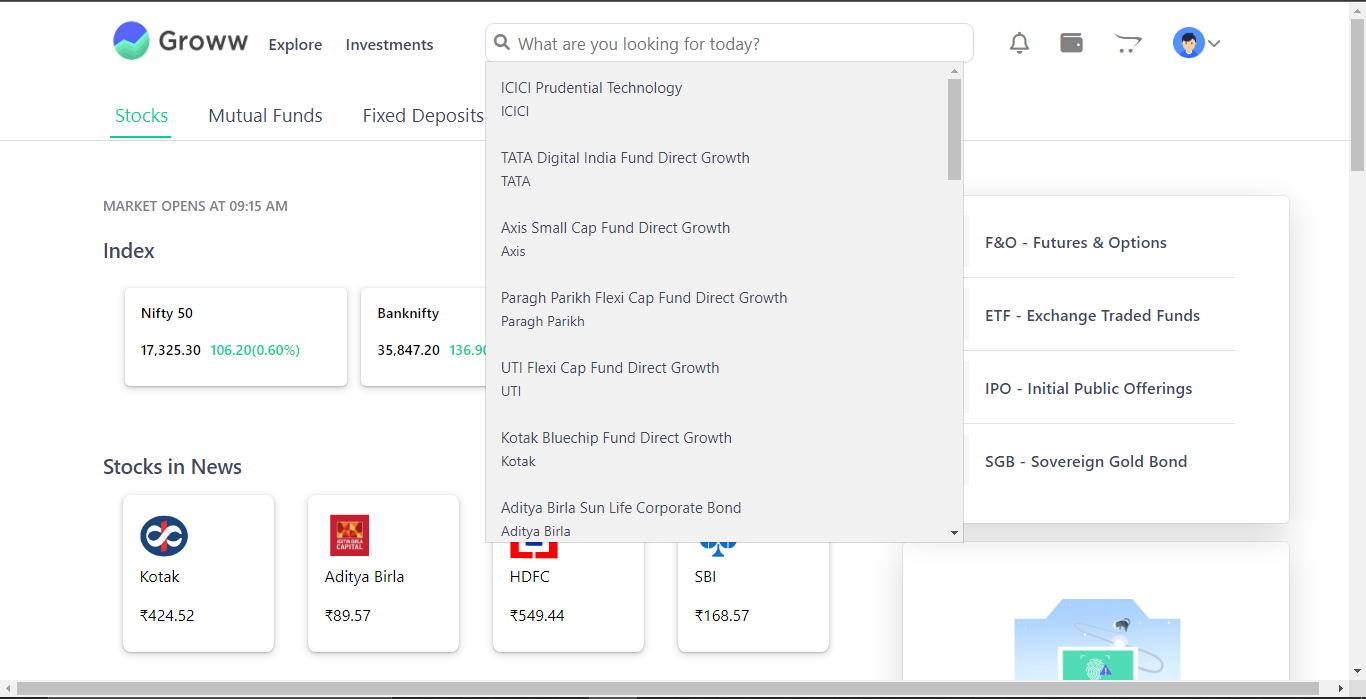 Groww
Explore
Investments
What are you looking for today?
Stocks
Mutual Funds
Fixed Deposits
ICICI Prudential Technology
ICICI
TATA Digital India Fund Direct Growth
TATA
Axis Small Cap Fund Direct Growth
Axis
Paragh Parikh Flexi Cap Fund Direct Growth
Paragh Parikh
UTI Flexi Cap Fund Direct Growth
UTI
Kotak Bluechip Fund Direct Growth
Kotak
Aditya Birla Sun Life Corporate Bond
Aditya Birla
MARKET OPENS AT 09:15 AM
Index
Nifty 50
17,325.30 106.20(0.60%)
Banknifty
35,847.20 136.90
F&O - Futures & Options
ETF - Exchange Traded Funds
IPO - Initial Public Offerings
SGB - Sovereign Gold Bond
Stocks in News
Kotak
₹424.52
ADITYA BIRLA
CAPITAL
Aditya Birla
₹89.57
HDFC
₹549.44
SBI
₹168.57